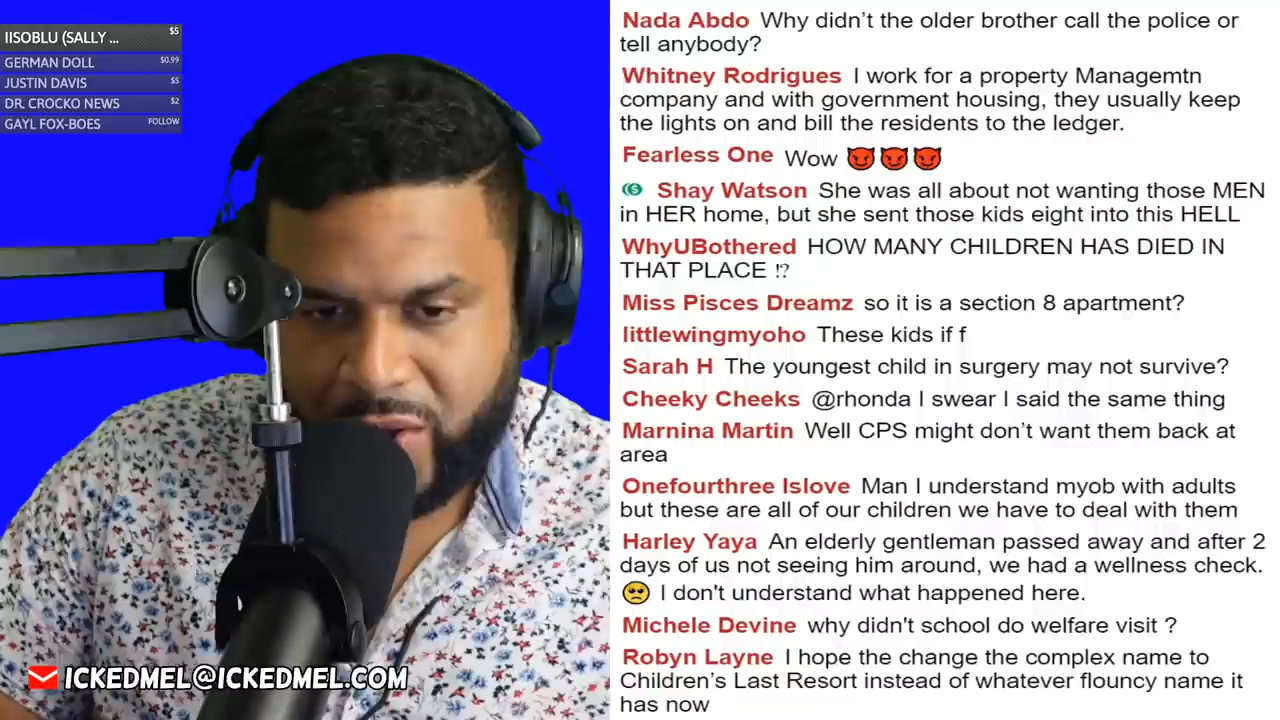 IISOBLU (SALLY ... $5
GERMAN DOLL $0.99
JUSTIN DAVIS $5
DR. CROCKO NEWS $2
GAYL FOX-BOES FOLLOW
ICKEDMEL@ICKEDMEL.COM
Nada Abdo Why didn't the older brother call the police or
tell anybody?
Whitney Rodrigues I work for a property Managemtn
company and with government housing, they usually keep
the lights on and bill the residents to the ledger.
Fearless One Wow 😈😈😈
Shay Watson She was all about not wanting those MEN
in HER home, but she sent those kids eight into this HELL
WhyUBothered HOW MANY CHILDREN HAS DIED IN
THAT PLACE !?
Miss Pisces Dreamz so it is a section 8 apartment?
littlewingmyoho These kids if f
Sarah H The youngest child in surgery may not survive?
Cheeky Cheeks @rhonda I swear I said the same thing
Marnina Martin Well CPS might don't want them back at
area
Onefourthree Islove Man I understand myob with adults
but these are all of our children we have to deal with them
Harley Yaya An elderly gentleman passed away and after 2
days of us not seeing him around, we had a wellness check.
🥺 I don't understand what happened here.
Michele Devine why didn't school do welfare visit ?
Robyn Layne I hope the change the complex name to
Children's Last Resort instead of whatever flouncy name it
has now